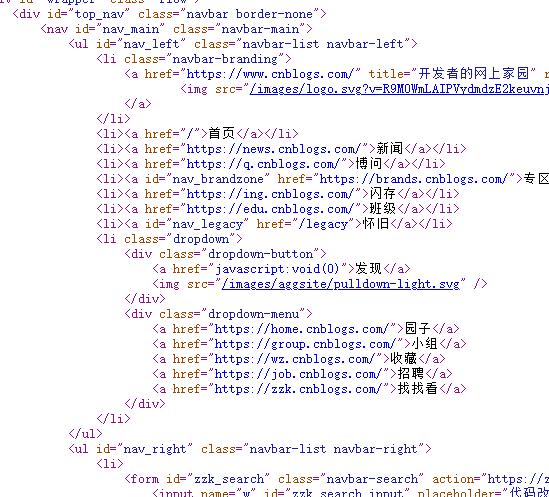 <div id="top_nav" class="navbar border-none">
<nav id="nav_main" class="navbar-main">
<ul id="nav_left" class="navbar-list navbar-left">
<li class="navbar-branding">
<a href="https://www.cnblogs.com/" title="开发者的网上家园"
<img src="/images/logo.svg?v=R9M0WmLAIPVydmdzE2keuvnj
</a>
</li>
<li><a href="/">首页</a></li>
<li><a href="https://news.cnblogs.com/">新闻</a></li>
<li><a href="https://q.cnblogs.com/">博问</a></li>
<li><a id="nav_brandzone" href="https://brands.cnblogs.com/">专区
<li><a href="https://ing.cnblogs.com/">闪存</a></li>
<li><a href="https://edu.cnblogs.com/">班级</a></li>
<li><a id="nav_legacy" href="/legacy">怀旧</a></li>
<li class="dropdown">
<div class="dropdown-button">
<a href="javascript:void(0)">发现</a>
<img src="/images/aggsite/pulldown-light.svg" />
</div>
<div class="dropdown-menu">
<a href="https://home.cnblogs.com/">园子</a>
<a href="https://group.cnblogs.com/">小组</a>
<a href="https://wz.cnblogs.com/">收藏</a>
<a href="https://job.cnblogs.com/">招聘</a>
<a href="https://zzk.cnblogs.com/">找找看</a>
</div>
</li>
</ul>
<ul id="nav_right" class="navbar-list navbar-right">
<li>
<form id="zzk_search" class="navbar-search" action="https://z
<input name="w" id="zzk_search_input" placeholder="代码改